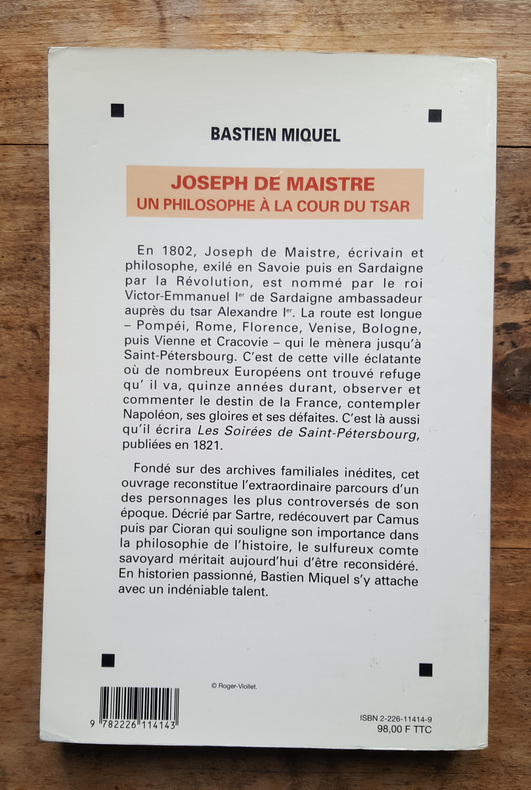 BASTIEN MIQUEL
JOSEPH DE MAISTRE
UN PHILOSOPHE À LA COUR DU TSAR
En 1802, Joseph de Maistre, écrivain et
philosophe, exilé en Savoie puis en Sardaigne
par la Révolution, est nommé par le roi
Victor-Emmanuel Ier de Sardaigne ambassadeur
auprès du tsar Alexandre Ier. La route est longue
– Pompéi, Rome, Florence, Venise, Bologne,
puis Vienne et Cracovie – qui le mènera jusqu'à
Saint-Pétersbourg. C'est de cette ville éclatante
où de nombreux Européens ont trouvé refuge
qu' il va, quinze années durant, observer et
commenter le destin de la France, contempler
Napoléon, ses gloires et ses défaites. C'est là aussi
qu'il écrira Les Soirées de Saint-Pétersbourg,
publiées en 1821.
Fondé sur des archives familiales inédites, cet
ouvrage reconstitue l'extraordinaire parcours d'un
des personnages les plus controversés de son
époque. Décrié par Sartre, redécouvert par Camus
puis par Cioran qui souligne son importance dans
la philosophie de l'histoire, le sulfureux comte
savoyard méritait aujourd'hui d'être reconsidéré.
En historien passionné, Bastien Miquel s'y attache
avec un indéniable talent.
© Roger-Viollet.
9 782226 114143
ISBN 2-226-11414-9
98,00 F TTC